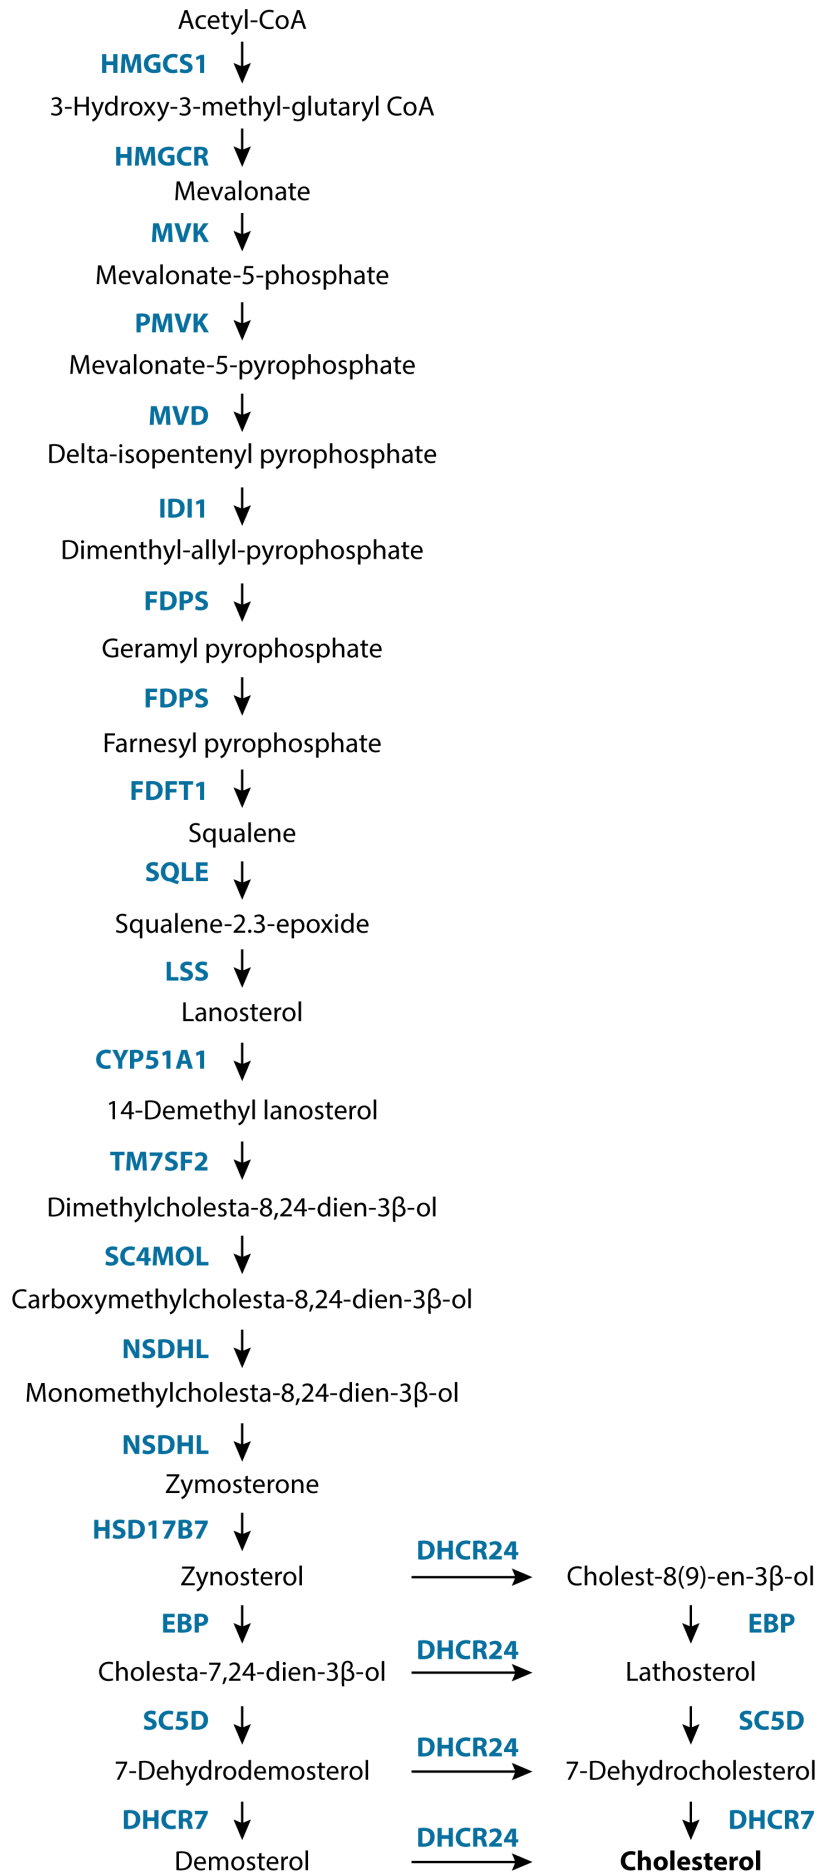 Acetyl-CoA
HMGCS1
3-Hydroxy-3-methyl-glutaryl CoA
HMGCR
Mevalonate
MVK
Mevalonate-5-phosphate
PMVK
Mevalonate-5-pyrophosphate
MVD
Delta-isopentenyl pyrophosphate
IDI1
Dimenthyl-allyl-pyrophosphate
FDPS
Geramyl pyrophosphate
FDPS
Farnesyl pyrophosphate
FDFT1
Squalene
SQLE
Squalene-2.3-epoxide
LSS
Lanosterol
CYP51A1
14-Demethyl lanosterol
TM7SF2
Dimethylcholesta-8,24-dien-3β-ol
SC4MOL
Carboxymethylcholesta-8,24-dien-3β-ol
NSDHL
Monomethylcholesta-8,24-dien-3β-ol
NSDHL
Zymosterone
HSD17B7
DHCR24
Zynosterol
Cholest-8(9)-en-3β-ol
EBP
EBP
DHCR24
Cholesta-7,24-dien-3β-ol
Lathosterol
SC5D
SC5D
DHCR24
7-Dehydrodemosterol
7-Dehydrocholesterol
DHCR7
DHCR7
DHCR24
Demosterol
Cholesterol